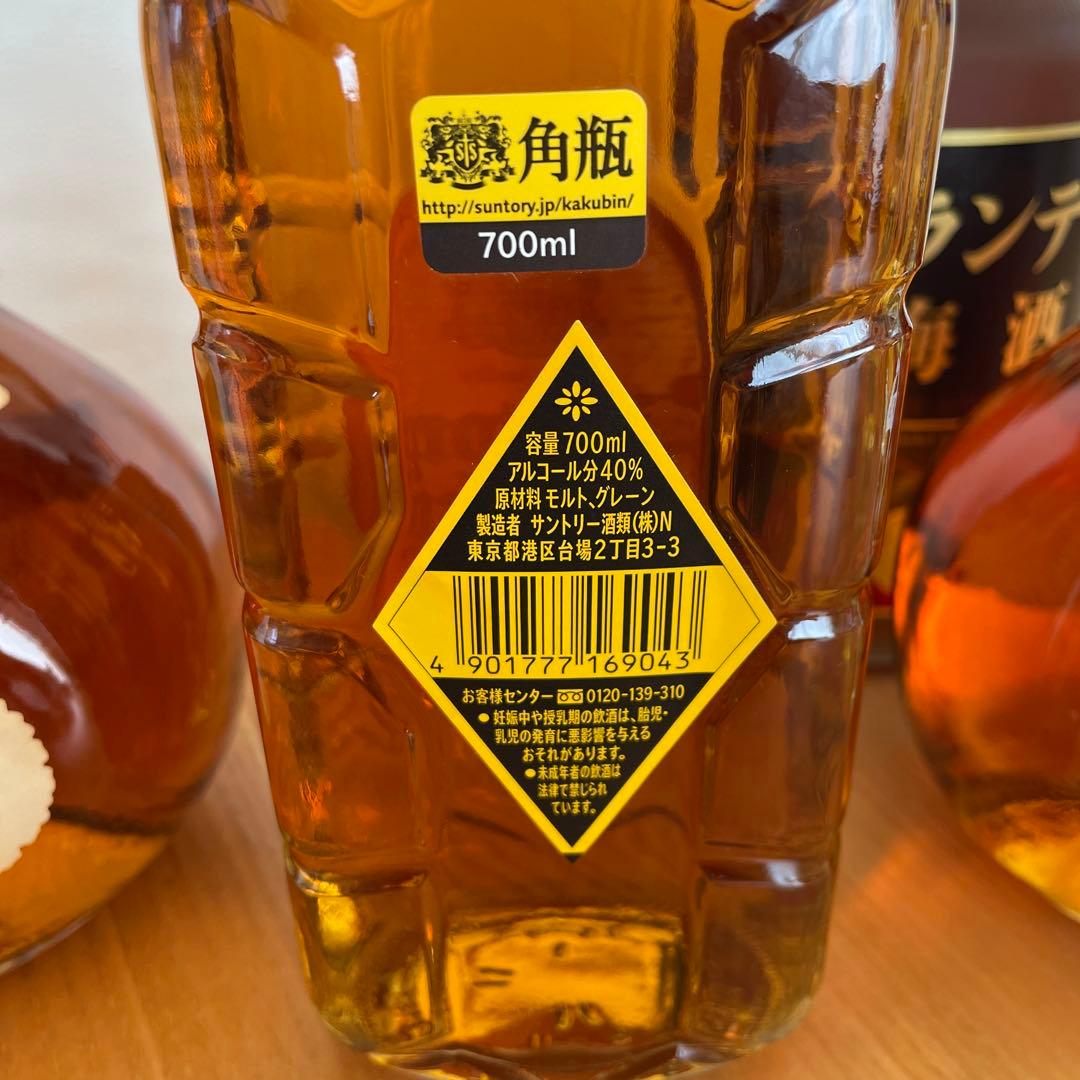 角瓶
http://suntory.jp/kakubin/
700ml
容量700ml
アルコール分40%
原材料 モルト、グレーン
製造者 サントリー酒類(株)N
東京都港区台場2丁目3-3
4 901777 169043
お客様センター 0120-139-310
●妊娠中や授乳期の飲酒は、胎児・
乳児の発育に悪影響を与える
おそれがあります。
●未成年者の飲酒は
法律で禁じられ
ています。
ランデ
梅酒